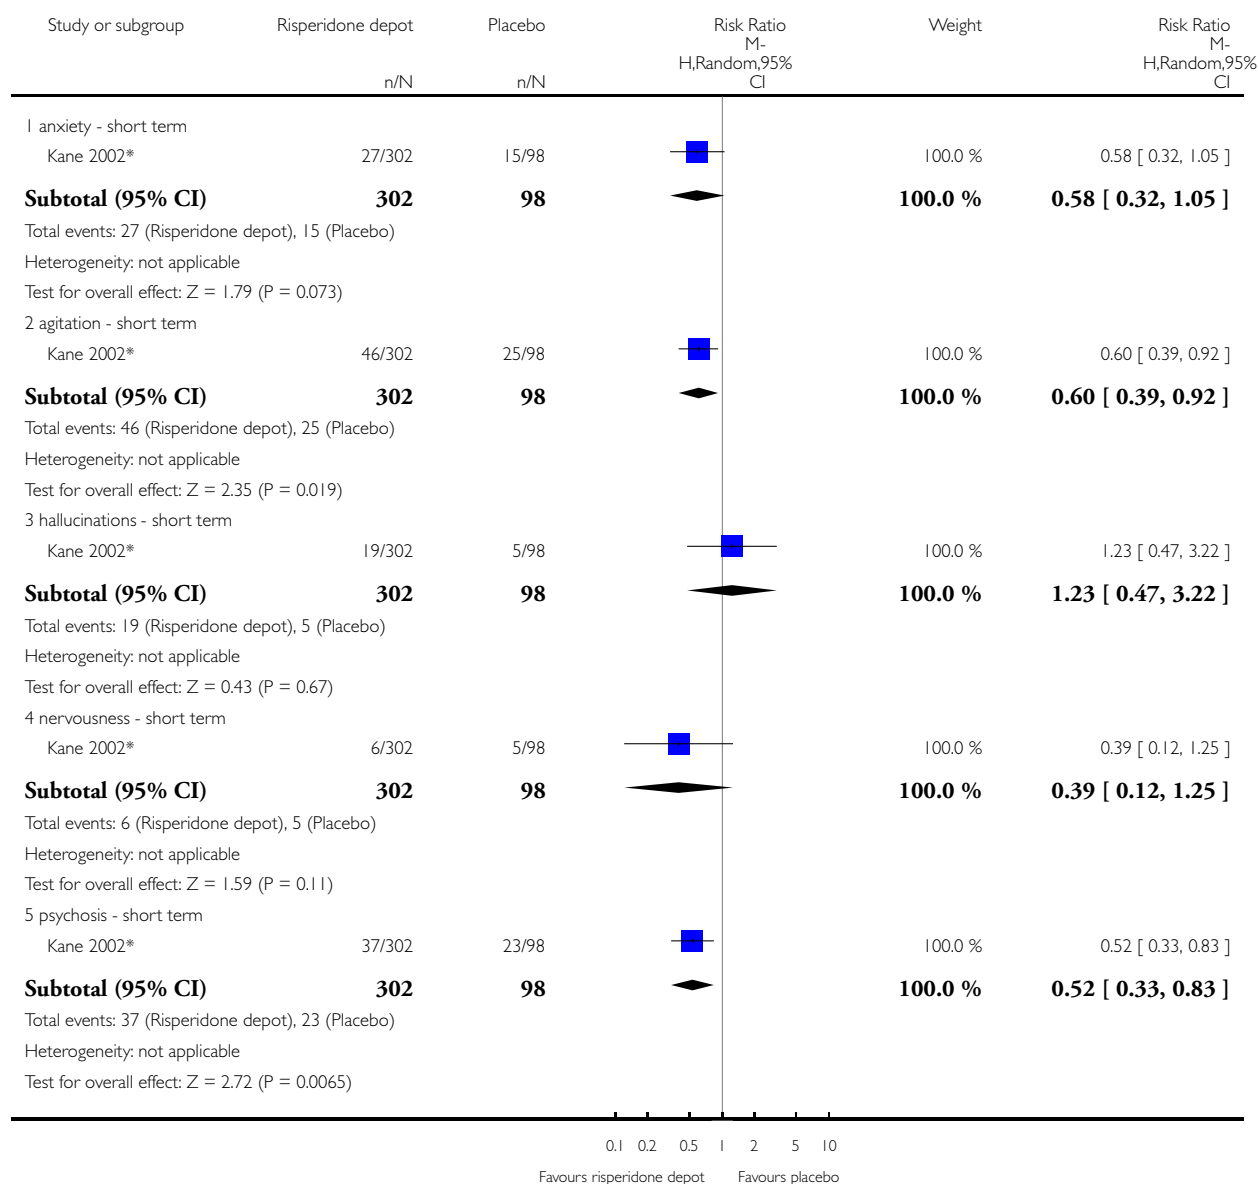 Study or subgroup Risperidone depot Placebo Risk Ratio Weight Risk Ratio
M- M-
H,Random,95% H,Random,95%
n/N n/N CI CI
1 anxiety - short term
Kane 2002* 27/302 15/98 100.0 % 0.58 [ 0.32, 1.05 ]
Subtotal (95% CI) 302 98 100.0 % 0.58 [ 0.32, 1.05 ]
Total events: 27 (Risperidone depot), 15 (Placebo)
Heterogeneity: not applicable
Test for overall effect: Z = 1.79 (P = 0.073)
2 agitation - short term
Kane 2002* 46/302 25/98 100.0 % 0.60 [ 0.39, 0.92 ]
Subtotal (95% CI) 302 98 100.0 % 0.60 [ 0.39, 0.92 ]
Total events: 46 (Risperidone depot), 25 (Placebo)
Heterogeneity: not applicable
Test for overall effect: Z = 2.35 (P = 0.019)
3 hallucinations - short term
Kane 2002* 19/302 5/98 100.0 % 1.23 [ 0.47, 3.22 ]
Subtotal (95% CI) 302 98 100.0 % 1.23 [ 0.47, 3.22 ]
Total events: 19 (Risperidone depot), 5 (Placebo)
Heterogeneity: not applicable
Test for overall effect: Z = 0.43 (P = 0.67)
4 nervousness - short term
Kane 2002* 6/302 5/98 100.0 % 0.39 [ 0.12, 1.25 ]
Subtotal (95% CI) 302 98 100.0 % 0.39 [ 0.12, 1.25 ]
Total events: 6 (Risperidone depot), 5 (Placebo)
Heterogeneity: not applicable
Test for overall effect: Z = 1.59 (P = 0.11)
5 psychosis - short term
Kane 2002* 37/302 23/98 100.0 % 0.52 [ 0.33, 0.83 ]
Subtotal (95% CI) 302 98 100.0 % 0.52 [ 0.33, 0.83 ]
Total events: 37 (Risperidone depot), 23 (Placebo)
Heterogeneity: not applicable
Test for overall effect: Z = 2.72 (P = 0.0065)
0.1 0.2 0.5 1 2 5 10
Favours risperidone depot Favours placebo